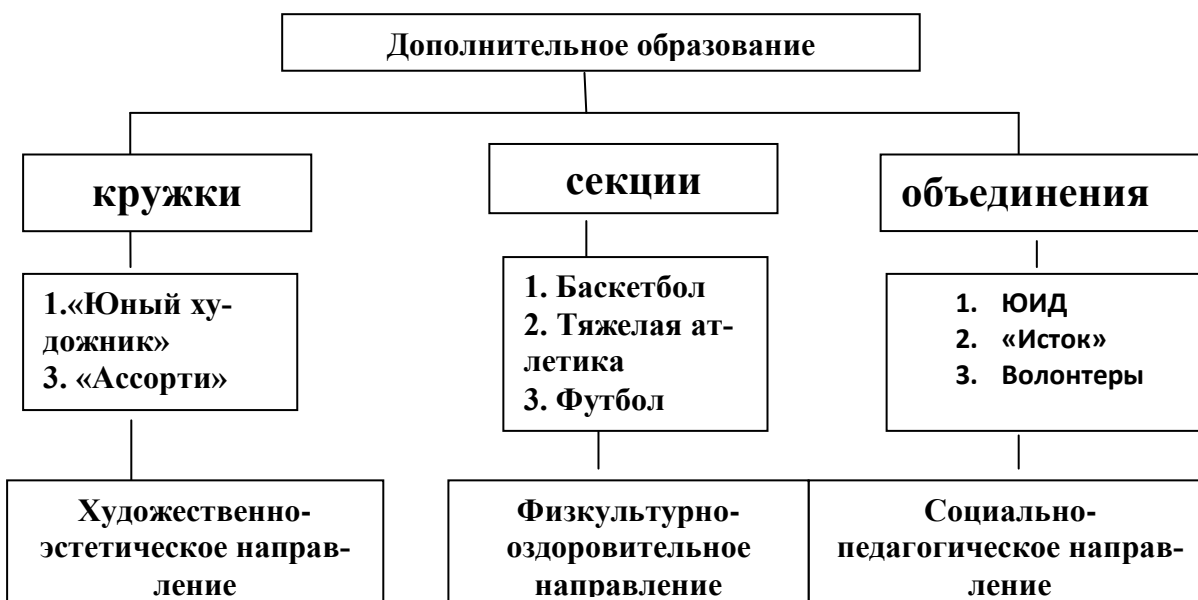 Дополнительное образование
кружки
секции
объединения
1.«Юный ху-
дожник»
3. «Ассорти»
1. Баскетбол
2. Тяжелая ат-
летика
3. Футбол
1. ЮИД
2. «Исток»
3. Волонтеры
Художественно-
эстетическое направ-
ление
Физкультурно-
оздоровительное
направление
Социально-
педагогическое направ-
ление